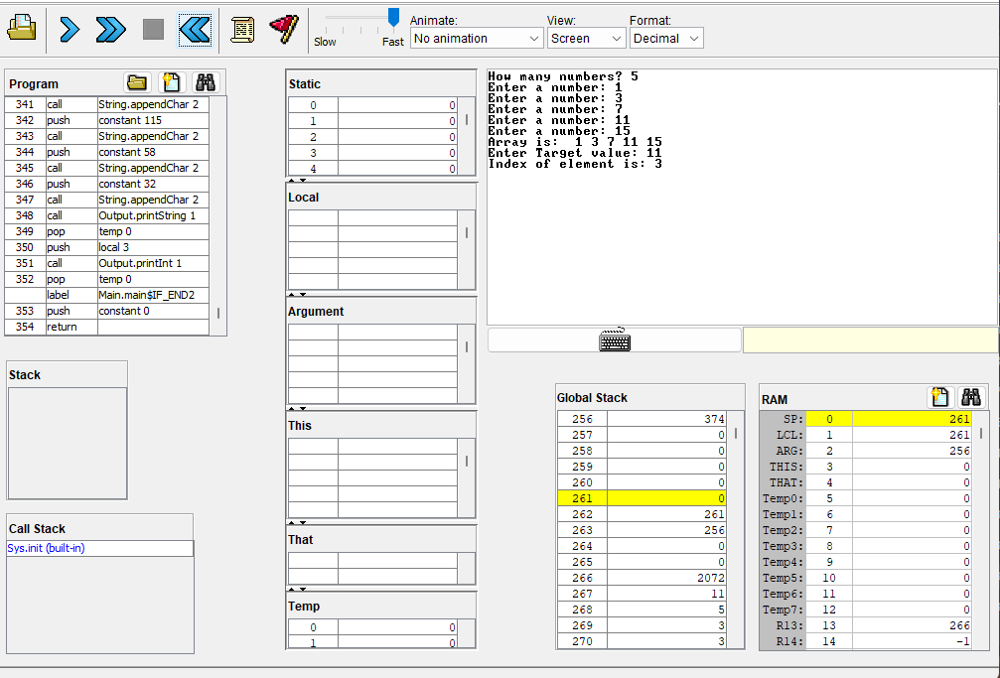 Slow
Fast
Animate:
No animation
View:
Screen
Format:
Decimal
Program
341 call String.appendChar 2
342 push constant 115
343 call String.appendChar 2
344 push constant 58
345 call String.appendChar 2
346 push constant 32
347 call String.appendChar 2
348 call Output.printString 1
349 pop temp 0
350 push local 3
351 call Output.printInt 1
352 pop temp 0
label Main.main$IF_END2
353 push constant 0
354 return
Stack
Call Stack
Sys.init (built-in)
Static
0 0
1 0
2 0
3 0
4 0
Local
Argument
This
That
Temp
0 0
1 0
How many numbers? 5
Enter a number: 1
Enter a number: 3
Enter a number: 7
Enter a number: 11
Enter a number: 15
Array is:  1 3 7 11 15
Enter Target value: 11
Index of element is: 3
Global Stack
256 374
257 0
258 0
259 0
260 0
261 0
262 261
263 256
264 0
265 0
266 2072
267 11
268 5
269 3
270 3
RAM
SP: 0 261
LCL: 1 261
ARG: 2 256
THIS: 3 0
THAT: 4 0
Temp0: 5 0
Temp1: 6 0
Temp2: 7 0
Temp3: 8 0
Temp4: 9 0
Temp5: 10 0
Temp6: 11 0
Temp7: 12 0
R13: 13 266
R14: 14 -1